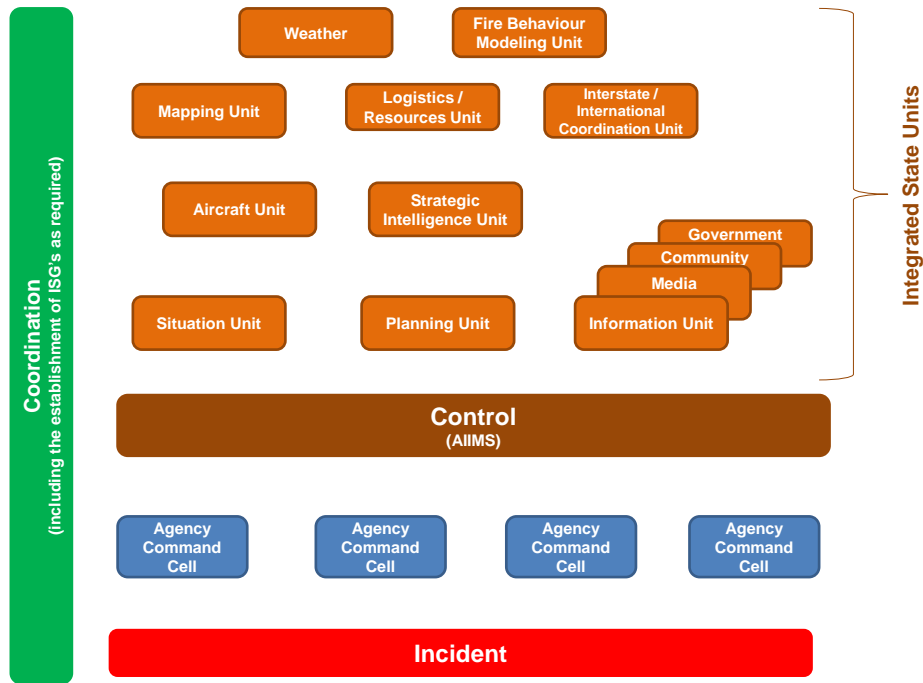 Coordination
(including the establishment of ISG's as required)
Weather
Fire Behaviour
Modeling Unit
Mapping Unit
Logistics /
Resources Unit
Interstate /
International
Coordination Unit
Aircraft Unit
Strategic
Intelligence Unit
Government
Community
Media
Information Unit
Situation Unit
Planning Unit
Integrated State Units
Control
(AIIMS)
Agency
Command
Cell
Agency
Command
Cell
Agency
Command
Cell
Agency
Command
Cell
Incident